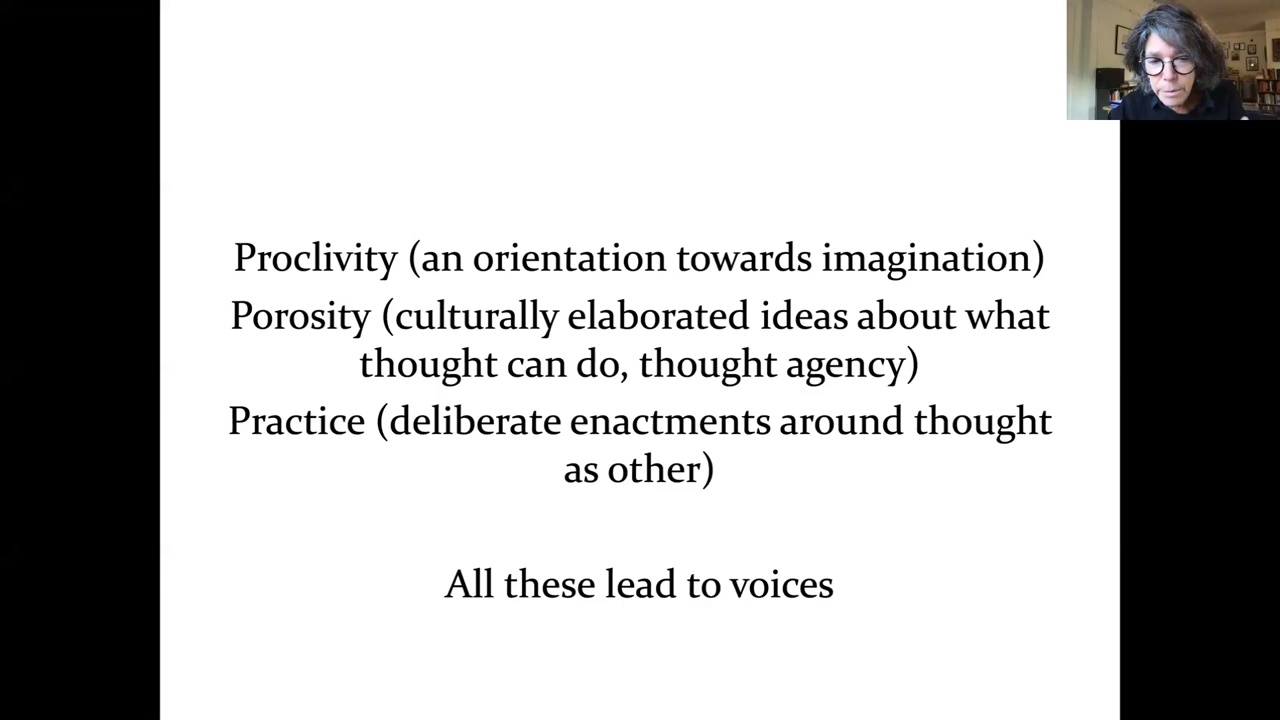 Proclivity (an orientation towards imagination)
Porosity (culturally elaborated ideas about what
thought can do, thought agency)
Practice (deliberate enactments around thought
as other)
All these lead to voices